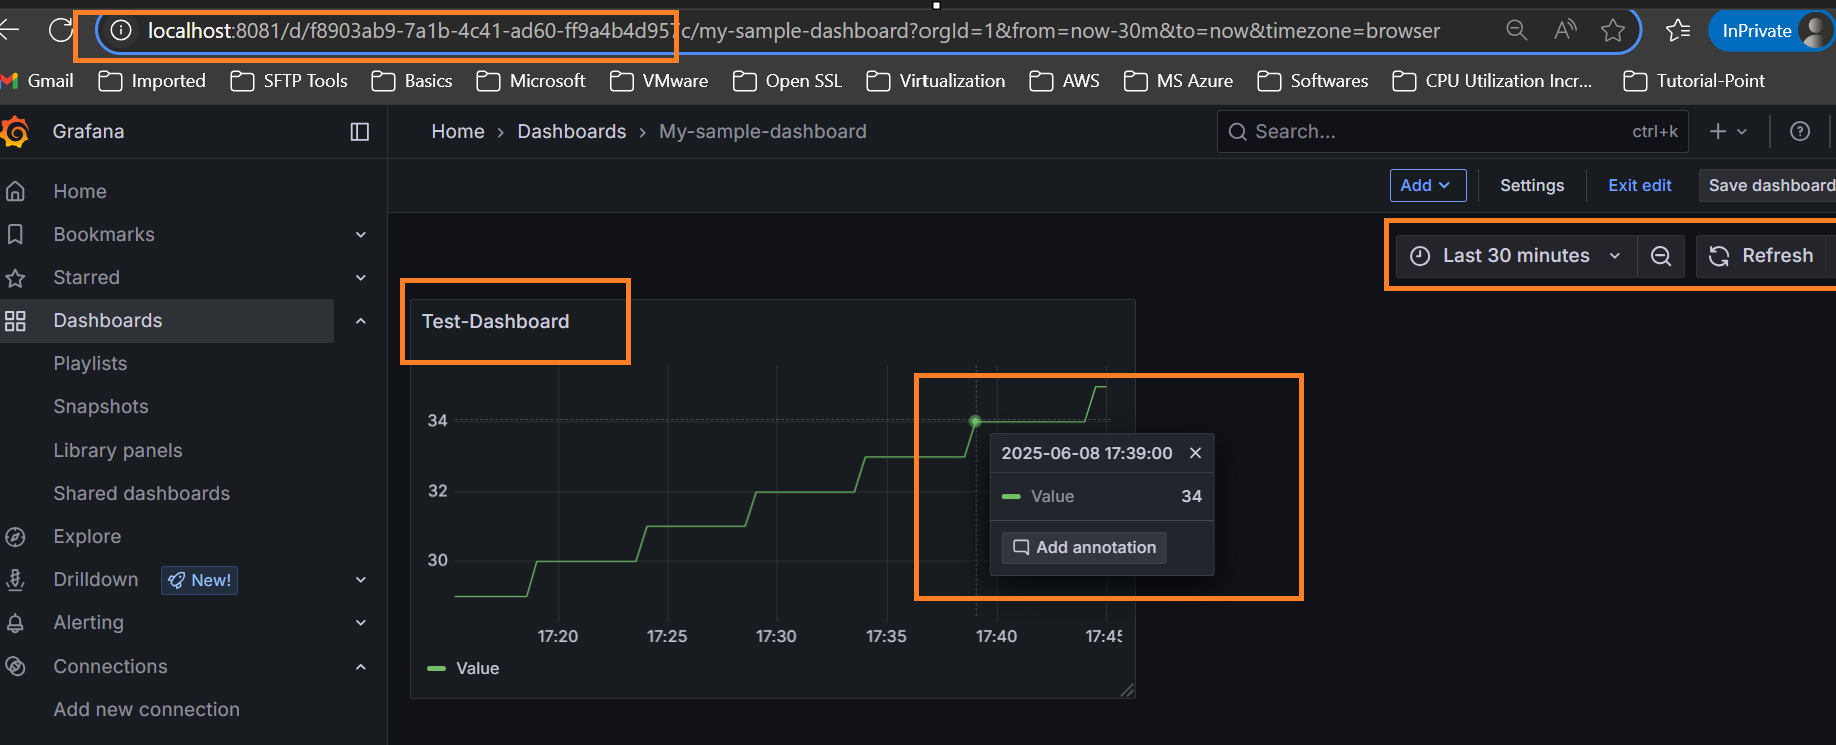 localhost:8081/d/f8903ab9-7a1b-4c41-ad60-ff9a4b4d957c/my-sample-dashboard?orgId=1&from=now-30m&to=now&timezone=browser
InPrivate
Gmail Imported SFTP Tools Basics Microsoft VMware Open SSL Virtualization AWS MS Azure Softwares CPU Utilization Incr... Tutorial-Point
Grafana
Home › Dashboards › My-sample-dashboard
Search... ctrl+k
Add Settings Exit edit Save dashboard
Last 30 minutes Refresh
Home
Bookmarks
Starred
Dashboards
Playlists
Snapshots
Library panels
Shared dashboards
Explore
Drilldown New!
Alerting
Connections
Add new connection
Test-Dashboard
34
32
30
2025-06-08 17:39:00
Value 34
Add annotation
17:20 17:25 17:30 17:35 17:40 17:45
Value